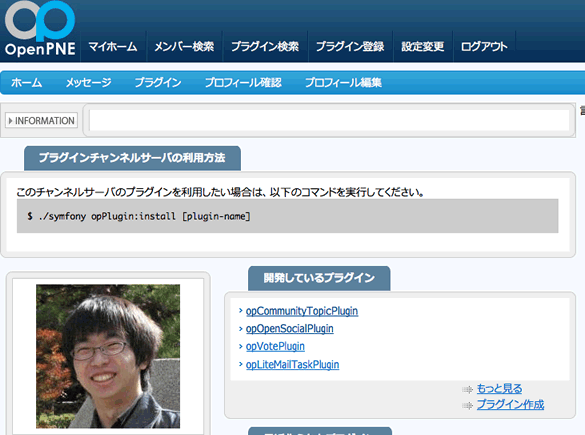 OpenPNE
マイホーム メンバー検索 プラグイン検索 プラグイン登録 設定変更 ログアウト
ホーム メッセージ プラグイン プロフィール確認 プロフィール編集
INFORMATION
プラグインチャンネルサーバの利用方法
このチャンネルサーバのプラグインを利用したい場合は、以下のコマンドを実行してください。
$ ./symfony opPlugin:install [plugin-name]
開発しているプラグイン
opCommunityTopicPlugin
opOpenSocialPlugin
opVotePlugin
opLiteMailTaskPlugin
もっと見る
プラグイン作成